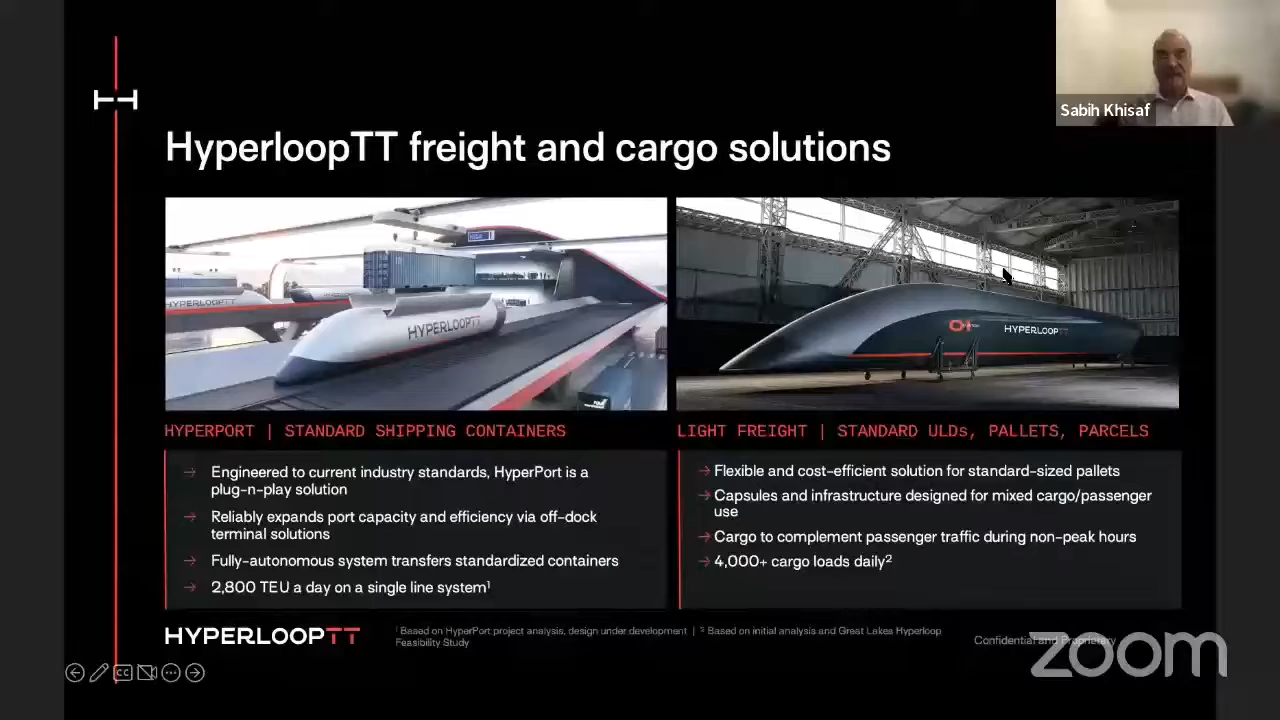 Sabih Khisaf
HyperloopTT freight and cargo solutions
HYPERLOOPTT
HYPERLOOPTT
HYPERLOOPTT
HYPERPORT | STANDARD SHIPPING CONTAINERS
→ Engineered to current industry standards, HyperPort is a
plug-n-play solution
→ Reliably expands port capacity and efficiency via off-dock
terminal solutions
→ Fully-autonomous system transfers standardized containers
→ 2,800 TEU a day on a single line system¹
LIGHT FREIGHT | STANDARD ULDs, PALLETS, PARCELS
→ Flexible and cost-efficient solution for standard-sized pallets
→ Capsules and infrastructure designed for mixed cargo/passenger
use
→ Cargo to complement passenger traffic during non-peak hours
→ 4,000+ cargo loads daily²
HYPERLOOPTT
¹ Based on HyperPort project analysis, design under development | ² Based on initial analysis and Great Lakes Hyperloop
Feasibility Study
Confidential and Proprietary
zoom
CC